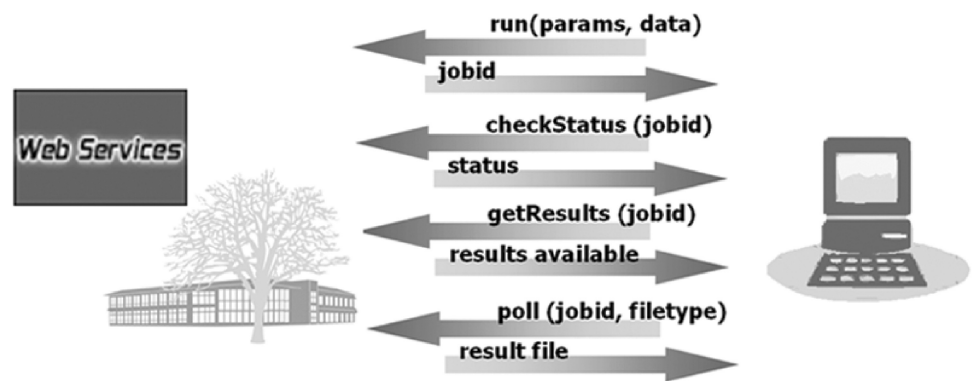 run(params, data)
jobid
Web Services
checkStatus (jobid)
status
getResults (jobid)
results available
poll (jobid, filetype)
result file